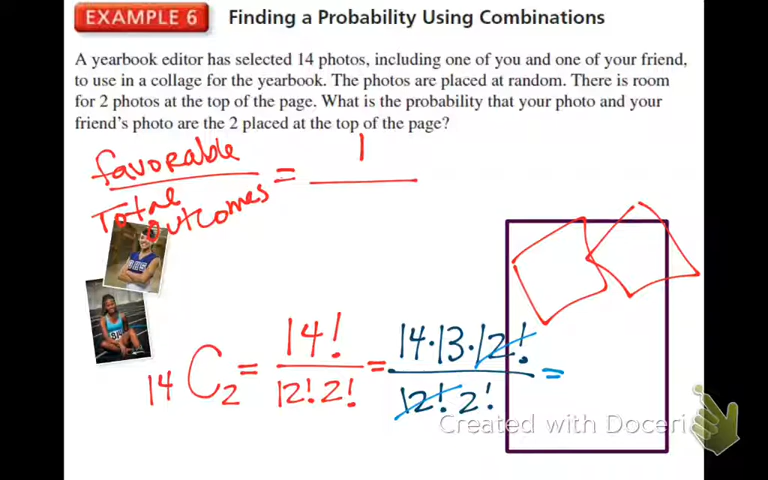 EXAMPLE 6 Finding a Probability Using Combinations
A yearbook editor has selected 14 photos, including one of you and one of your friend,
to use in a collage for the yearbook. The photos are placed at random. There is room
for 2 photos at the top of the page. What is the probability that your photo and your
friend's photo are the 2 placed at the top of the page?
favorable = 1
Total
outcomes
14 C 2 = 14! = 14·13·12! =
12! 2! 12! 2!
Created with Doceri